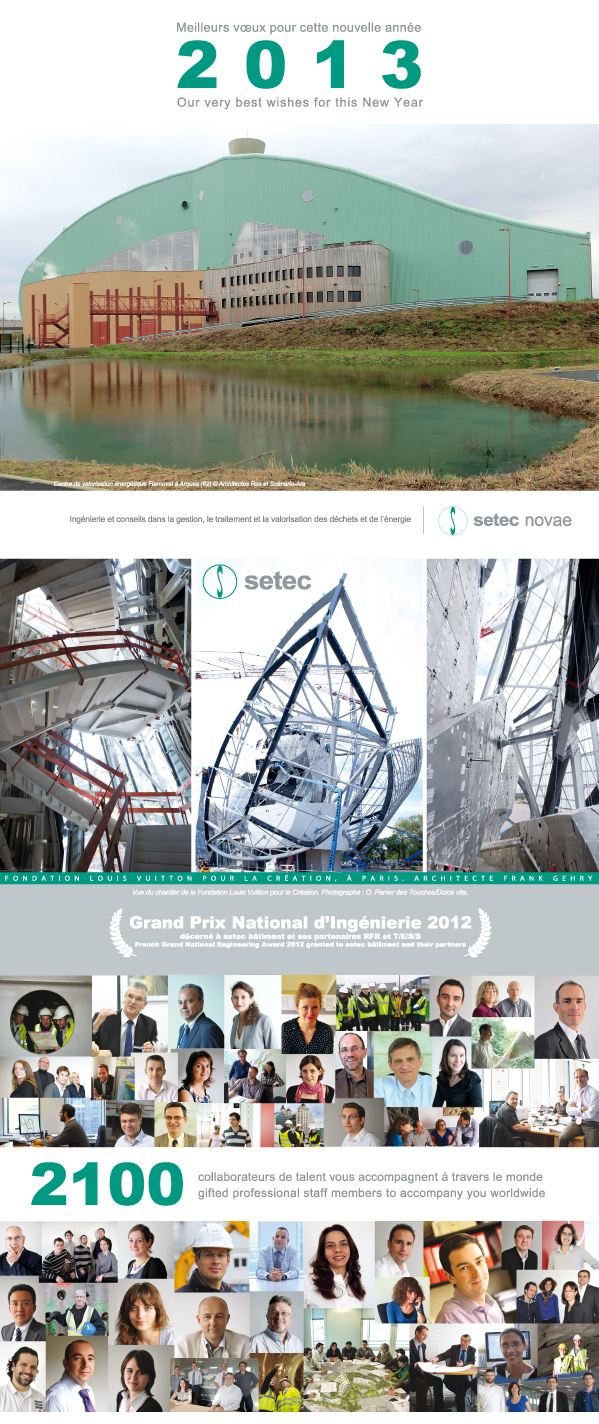 Meilleurs vœux pour cette nouvelle année
2013
Our very best wishes for this New Year
Centre de valorisation énergétique Flamoval à Arques (62) © Architectes Ras et Scénario-Ara
Ingénierie et conseils dans la gestion, le traitement et la valorisation des déchets et de l'énergie
setec novae
setec
FONDATION LOUIS VUITTON POUR LA CRÉATION, À PARIS. ARCHITECTE FRANK GEHRY
Vue du chantier de la Fondation Louis Vuitton pour la Création. Photographe : O. Panier des Touches/Dolce vita.
Grand Prix National d'Ingénierie 2012
décerné à setec bâtiment et ses partenaires RFR et T/E/S/S
French Grand National Engineering Award 2012 granted to setec bâtiment and their partners
2100
collaborateurs de talent vous accompagnent à travers le monde
gifted professional staff members to accompany you worldwide